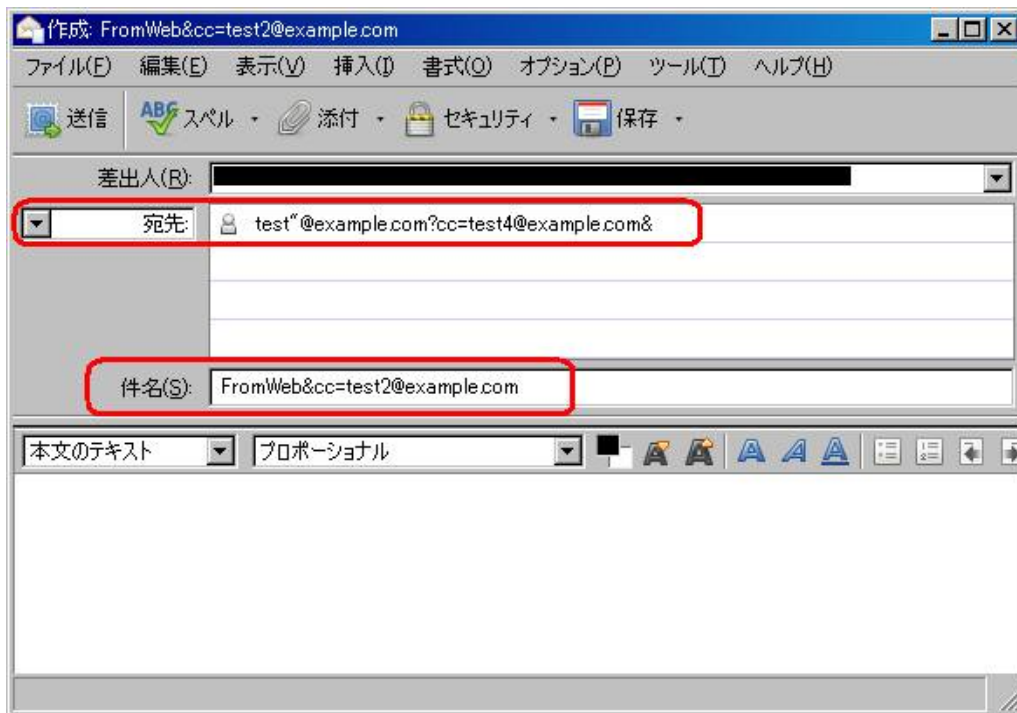 作成: FromWeb&cc=test2@example.com
ファイル(F) 編集(E) 表示(V) 挿入(I) 書式(O) オプション(P) ツール(T) ヘルプ(H)
送信 ABC スペル 添付 セキュリティ 保存
差出人(R):
宛先: test"@example.com?cc=test4@example.com&
件名(S): FromWeb&cc=test2@example.com
本文のテキスト プロポーショナル